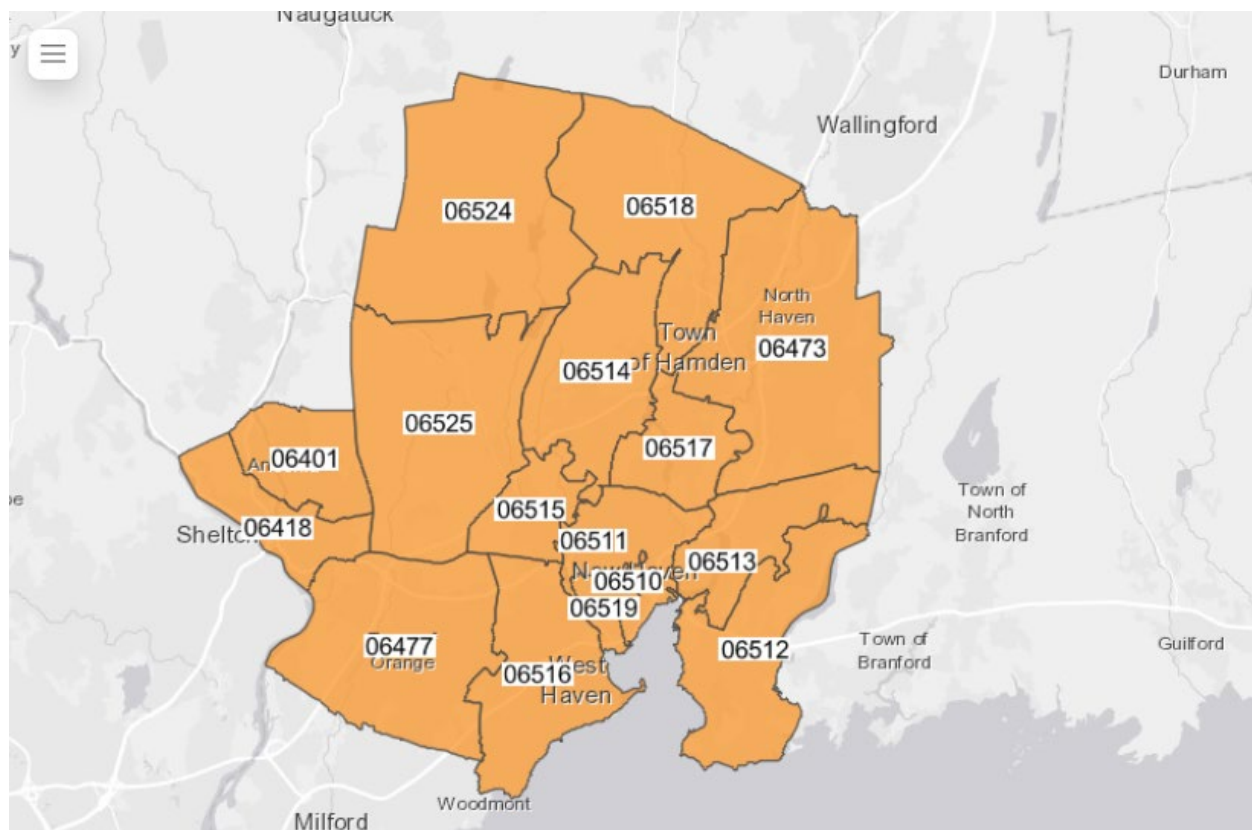 Naugatuck
y
Durham
Wallingford
06524
06518
North
Haven
Town
of Hamden
06473
06514
06525
06517
06401
06515
Town of
North
Branford
Shelton
06418
06511
06513
New Haven
06510
06519
06477
Orange
06512
Town of
Branford
Guilford
06516
West
Haven
Woodmont
Milford